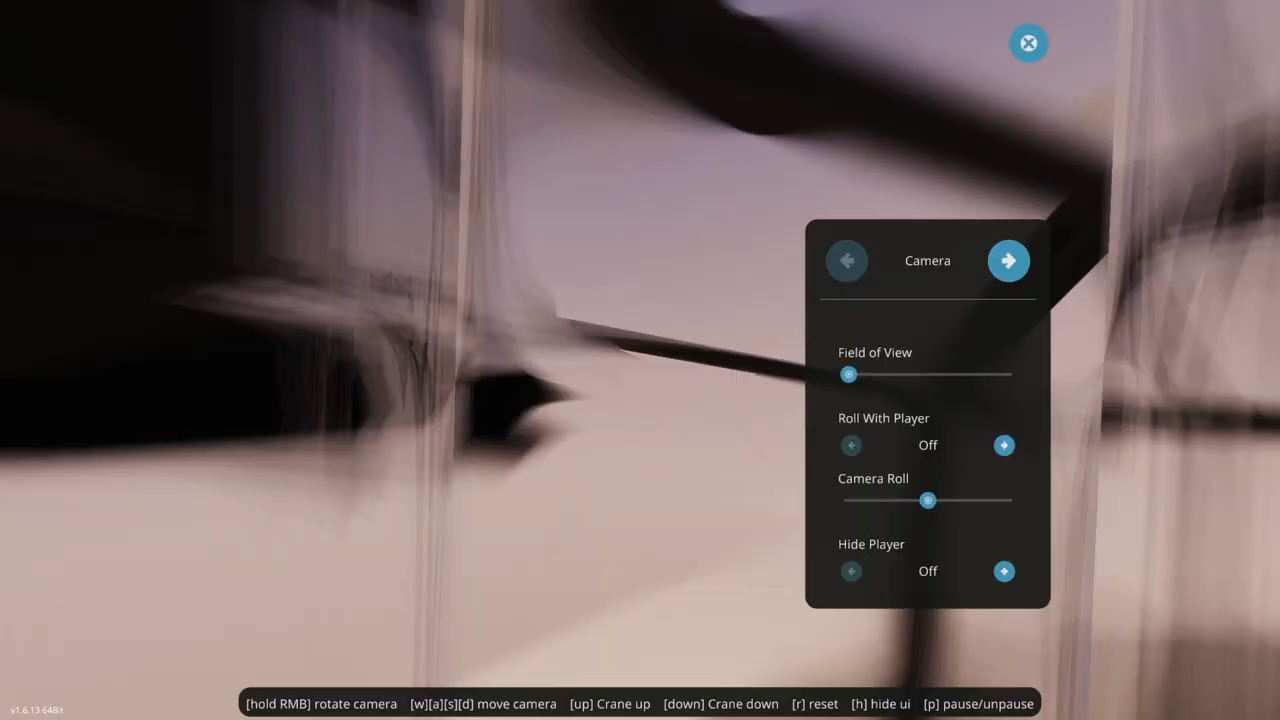 Camera
Field of View
Roll With Player
Off
Camera Roll
Hide Player
Off
[hold RMB] rotate camera [w][a][s][d] move camera [up] Crane up [down] Crane down [r] reset [h] hide ui [p] pause/unpause
v1.6.13 64Bit